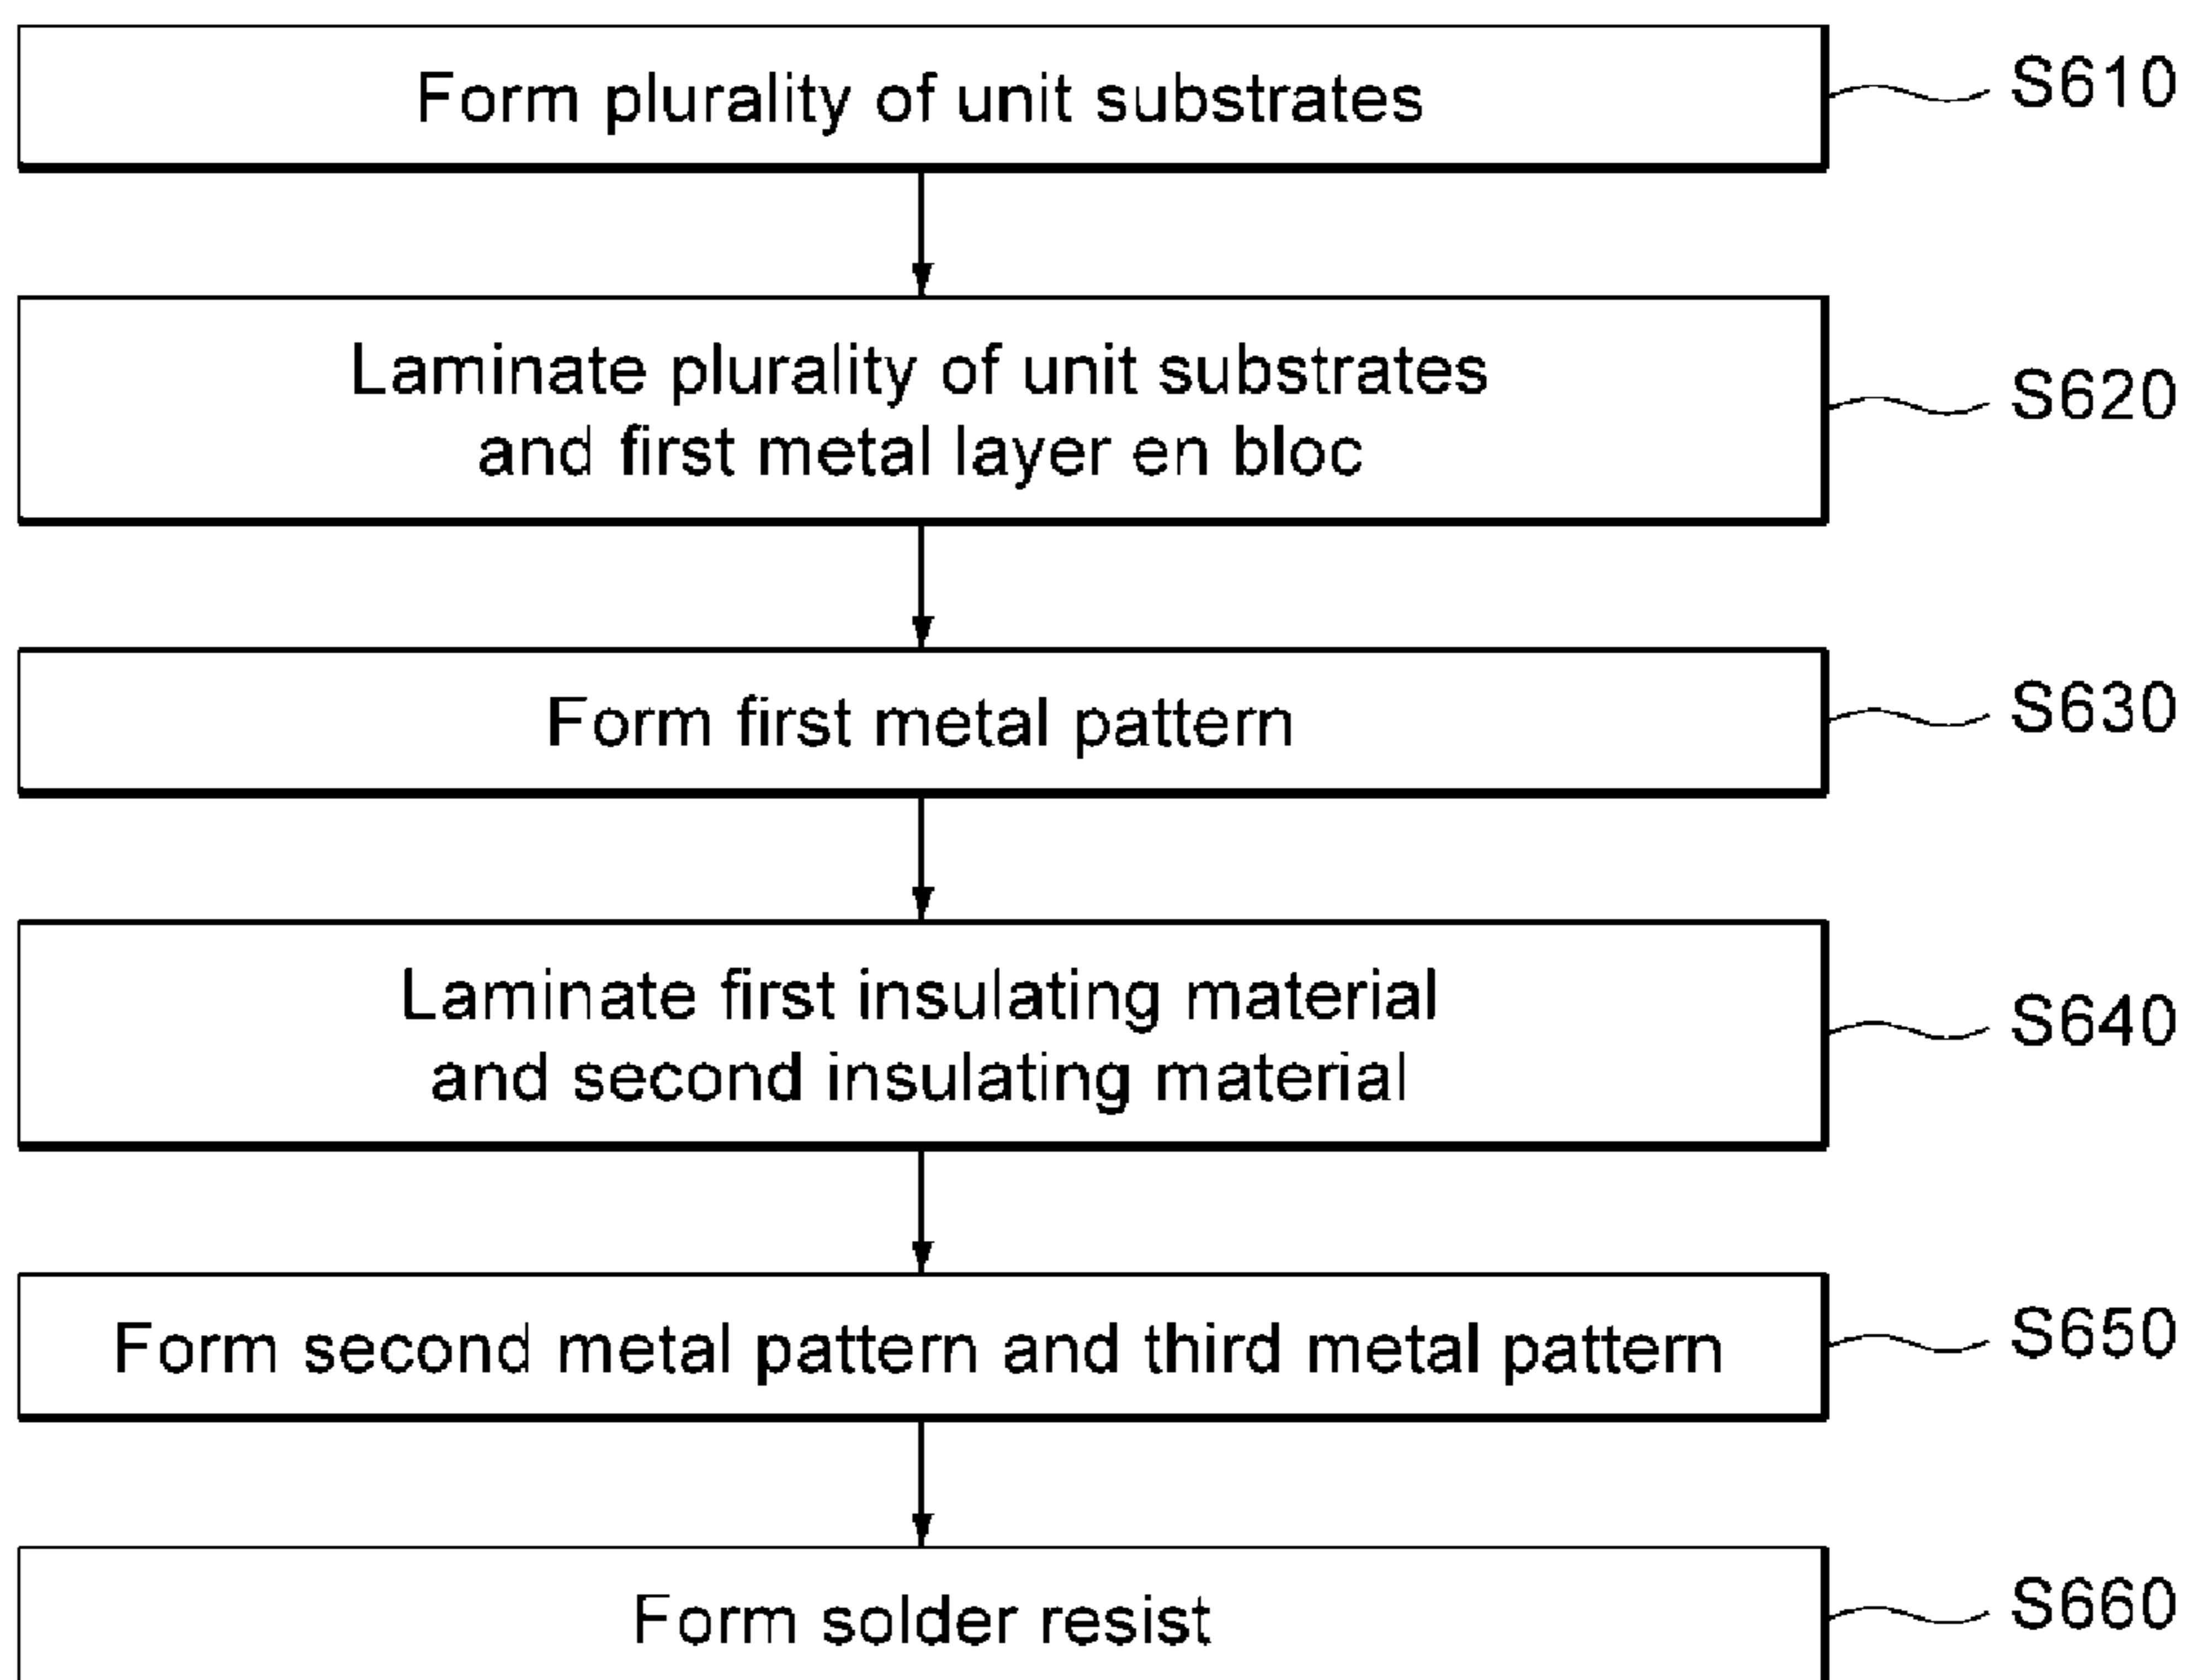 Form plurality of unit substrates
S610
Laminate plurality of unit substrates
and first metal layer en bloc
S620
Form first metal pattern
S630
Laminate first insulating material
and second insulating material
S640
Form second metal pattern and third metal pattern
S650
Form solder resist
S660